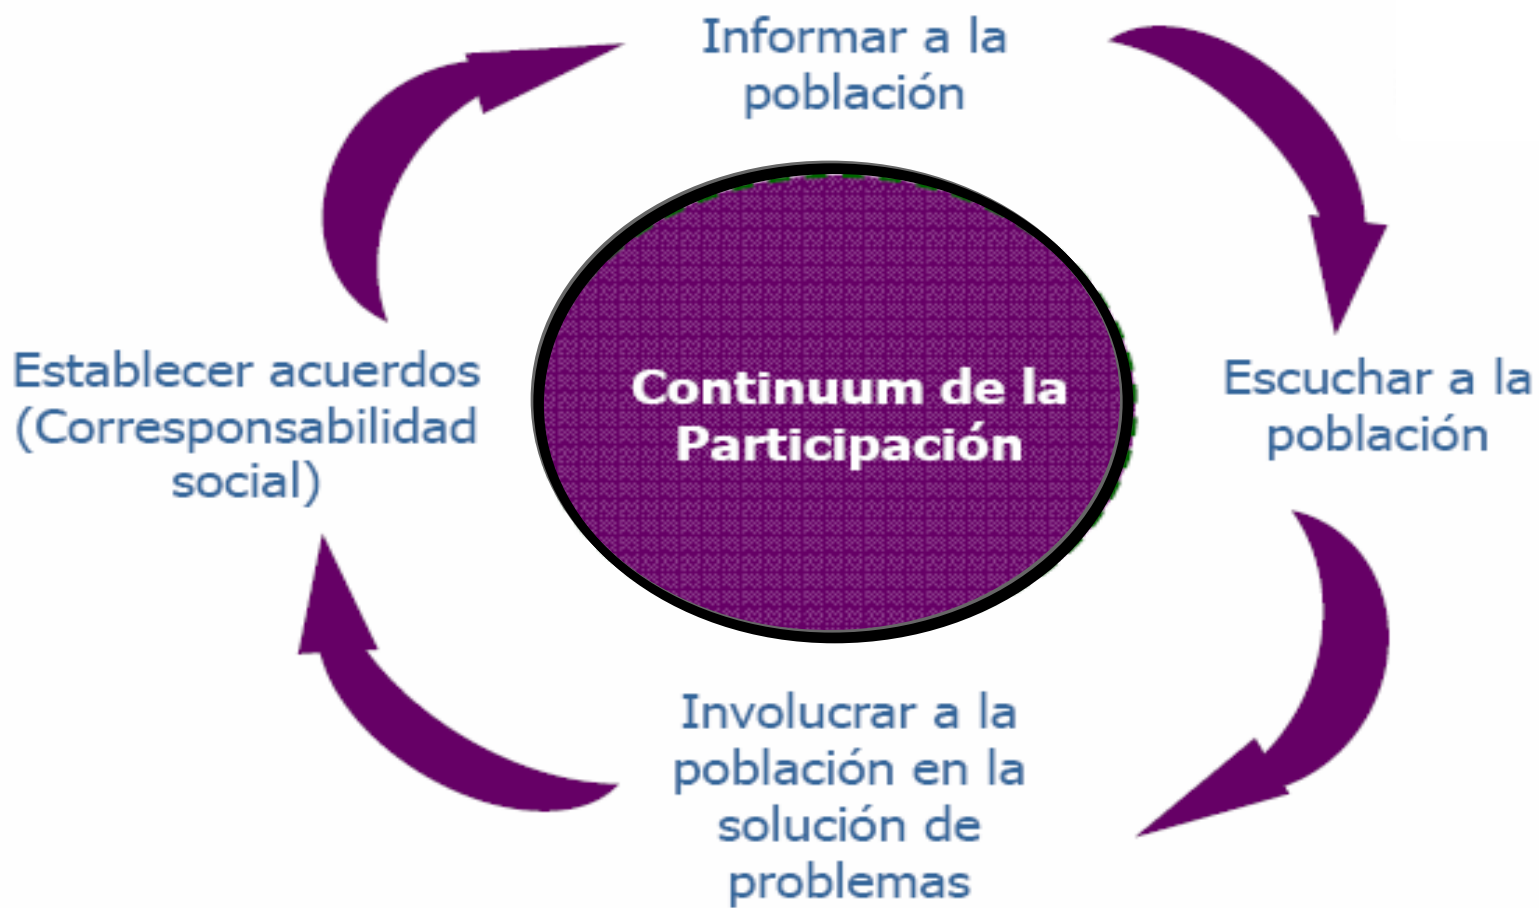 Informar a la
población
Escuchar a la
población
Involucrar a la
población en la
solución de
problemas
Establecer acuerdos
(Corresponsabilidad
social)
Continuum de la
Participación